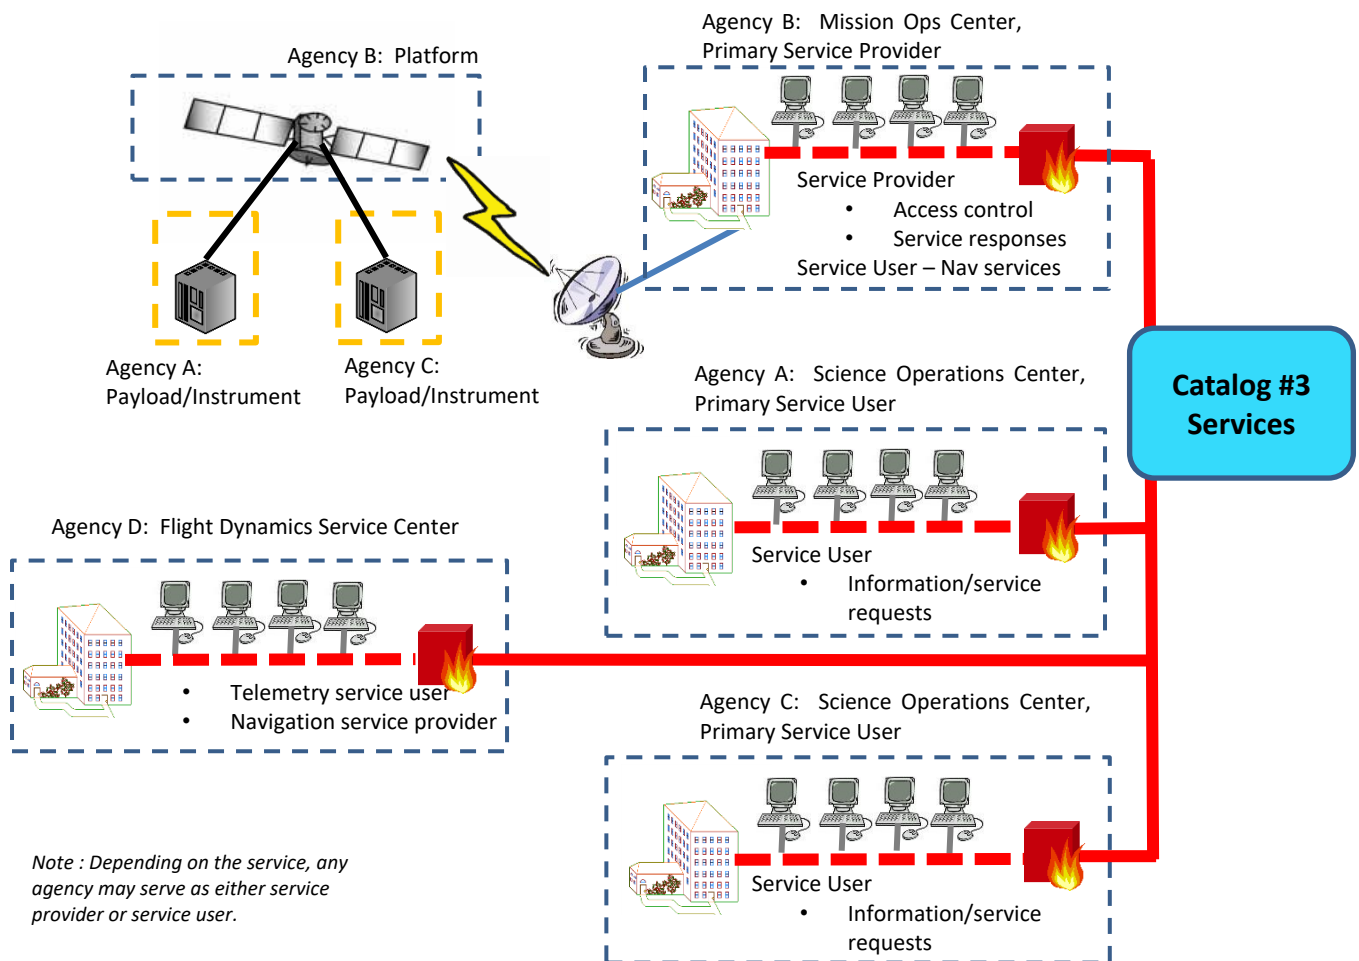 Agency B: Platform
Agency B: Mission Ops Center,
Primary Service Provider
Service Provider
• Access control
• Service responses
Service User – Nav services
Agency A:
Payload/Instrument
Agency C:
Payload/Instrument
Agency A: Science Operations Center,
Primary Service User
Catalog #3
Services
Service User
• Information/service
requests
Agency D: Flight Dynamics Service Center
• Telemetry service user
• Navigation service provider
Agency C: Science Operations Center,
Primary Service User
Service User
• Information/service
requests
Note : Depending on the service, any
agency may serve as either service
provider or service user.